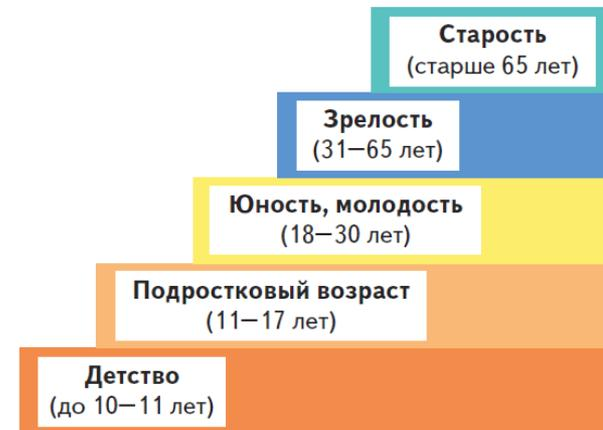 Старость
(старше 65 лет)
Зрелость
(31—65 лет)
Юность, молодость
(18—30 лет)
Подростковый возраст
(11—17 лет)
Детство
(до 10—11 лет)